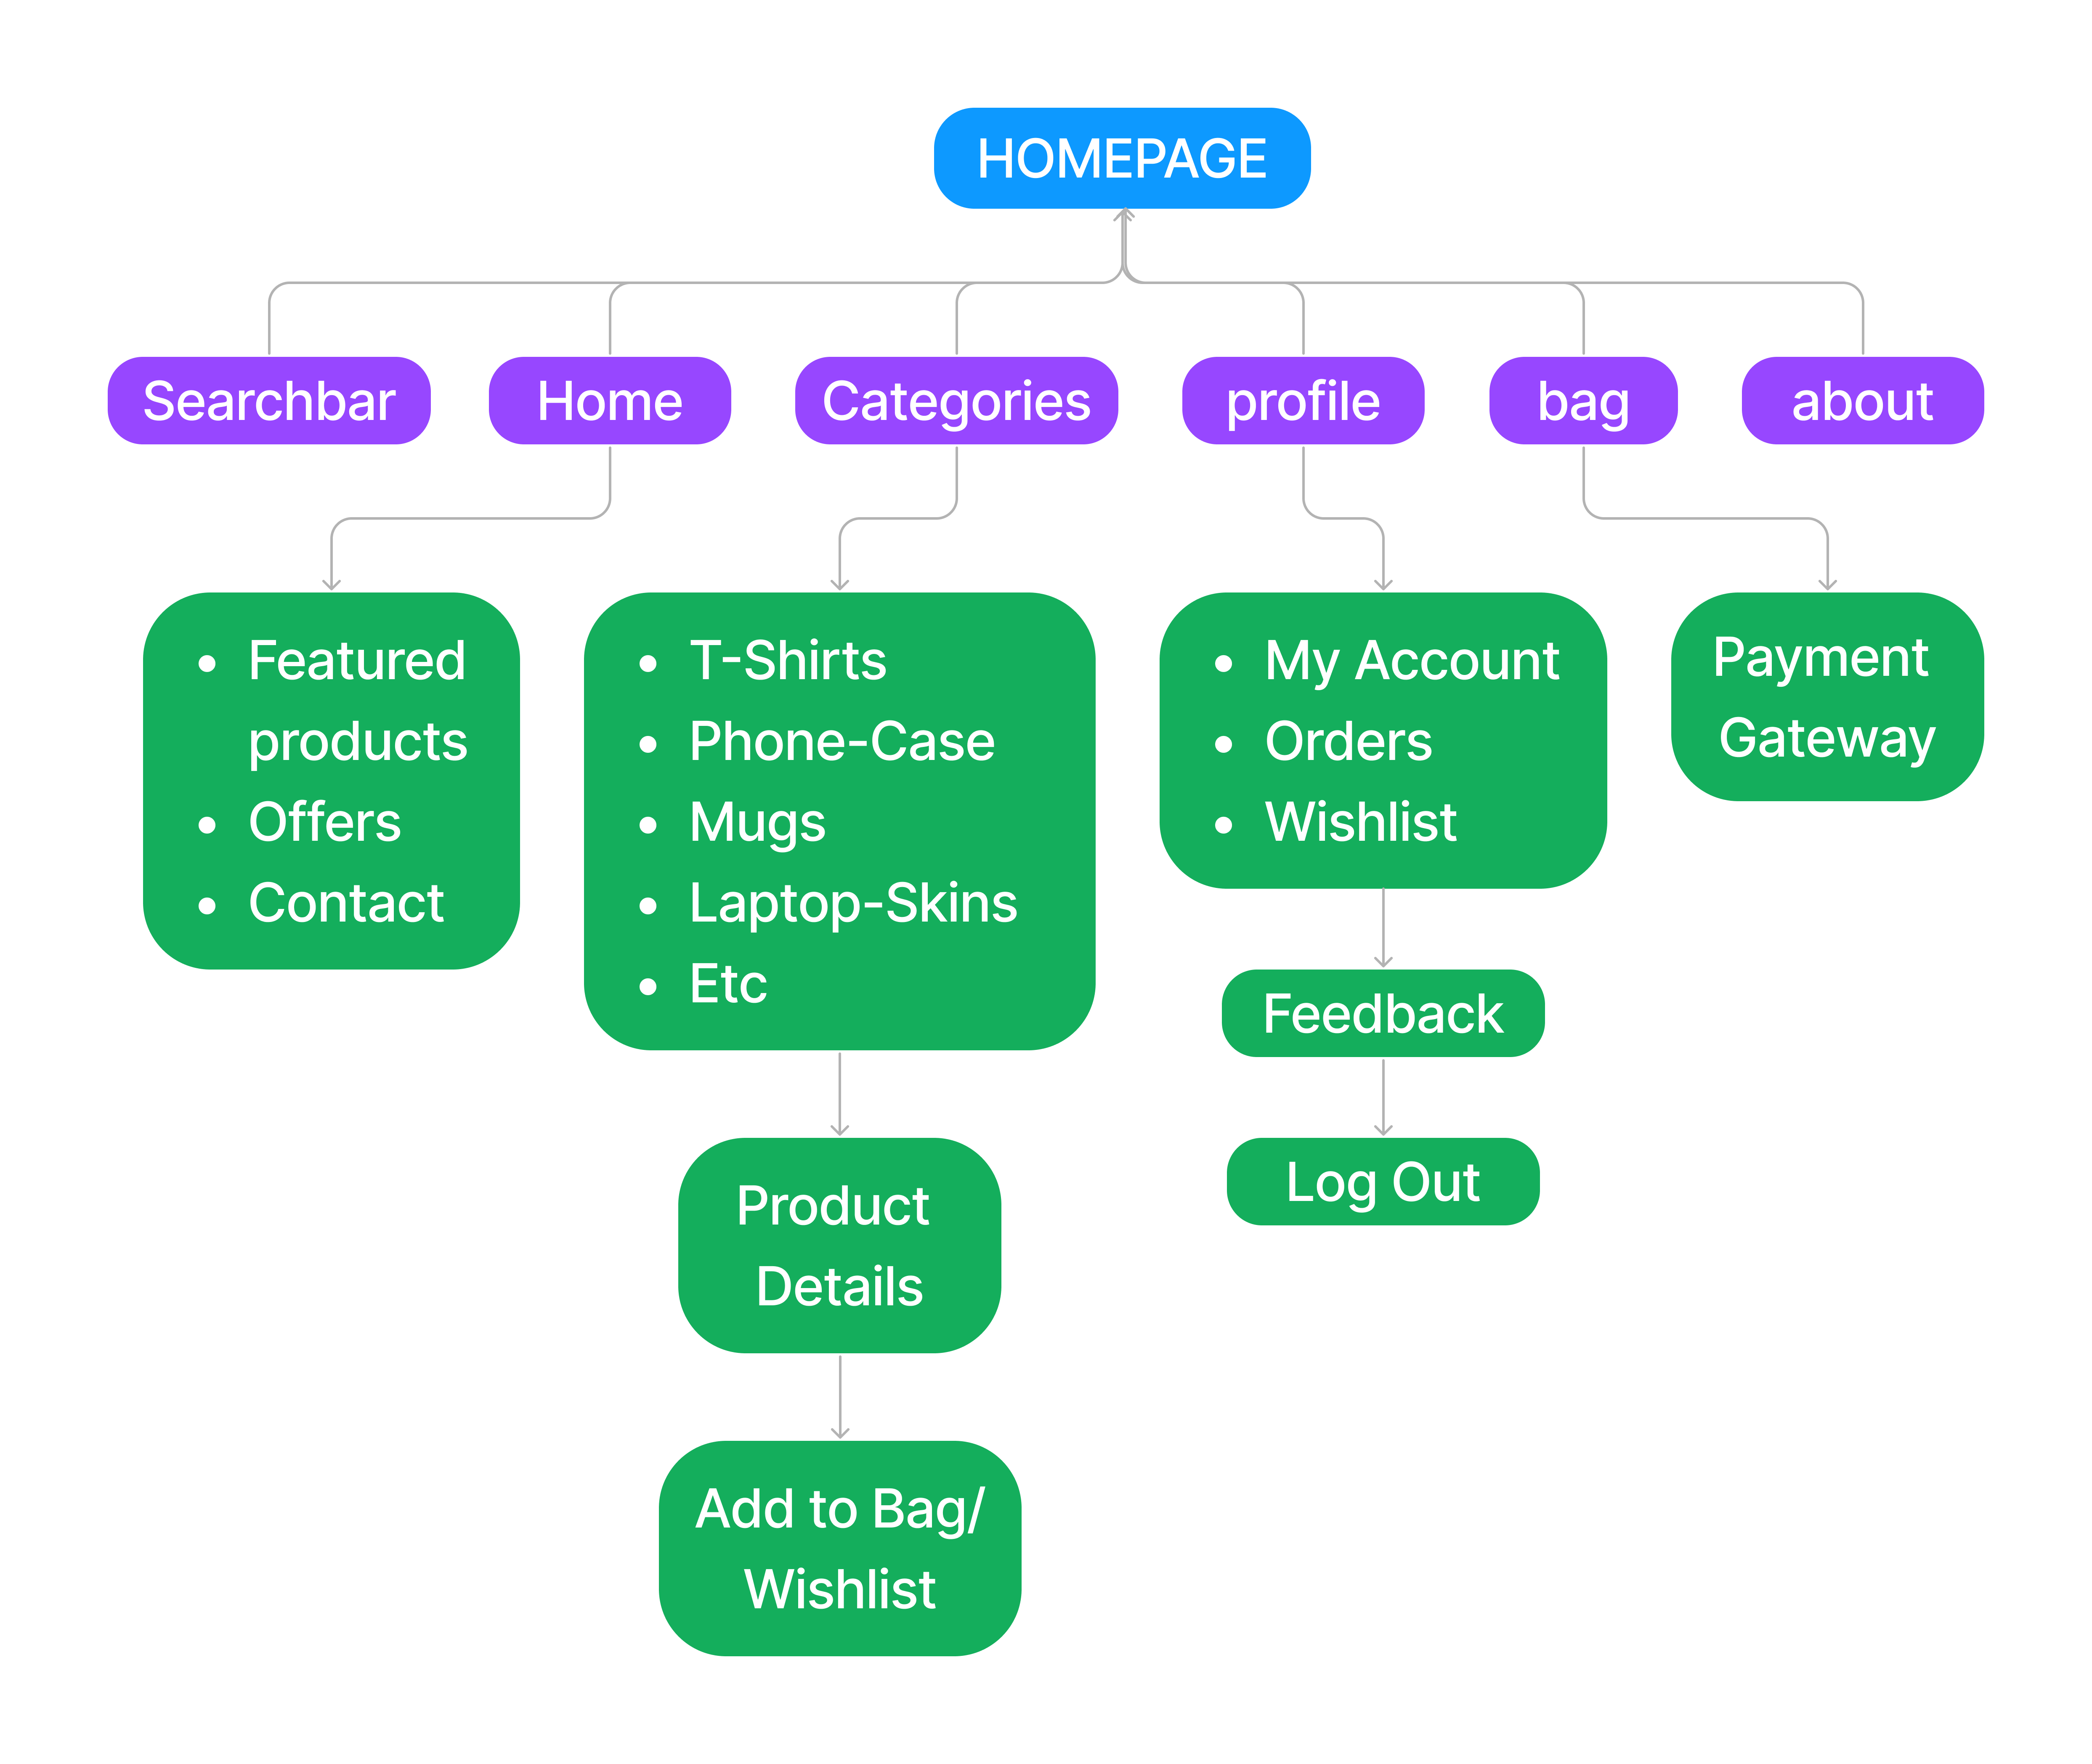 HOMEPAGE
Searchbar
Home
Categories
profile
bag
about
• Featured
products
• Offers
• Contact
• T-Shirts
• Phone-Case
• Mugs
• Laptop-Skins
• Etc
• My Account
• Orders
• Wishlist
Payment
Gateway
Feedback
Log Out
Product
Details
Add to Bag/
Wishlist